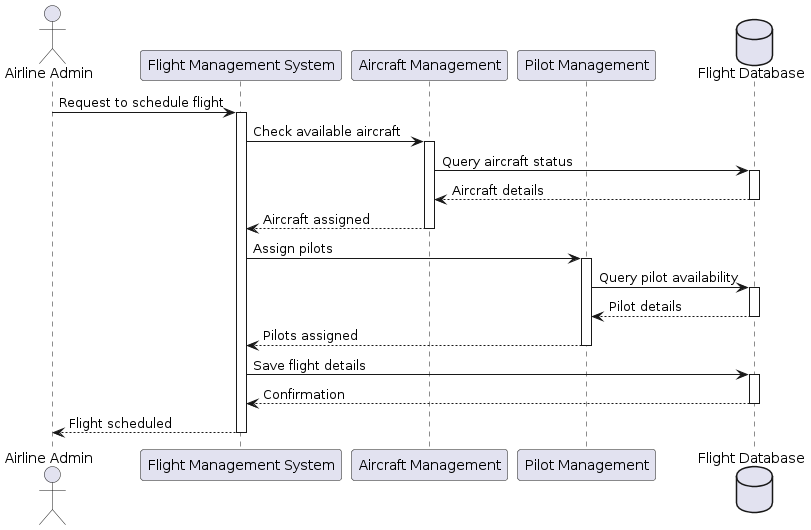 Airline Admin
Flight Management System
Aircraft Management
Pilot Management
Flight Database
Request to schedule flight
Check available aircraft
Query aircraft status
Aircraft details
Aircraft assigned
Assign pilots
Query pilot availability
Pilot details
Pilots assigned
Save flight details
Confirmation
Flight scheduled
Airline Admin
Flight Management System
Aircraft Management
Pilot Management
Flight Database